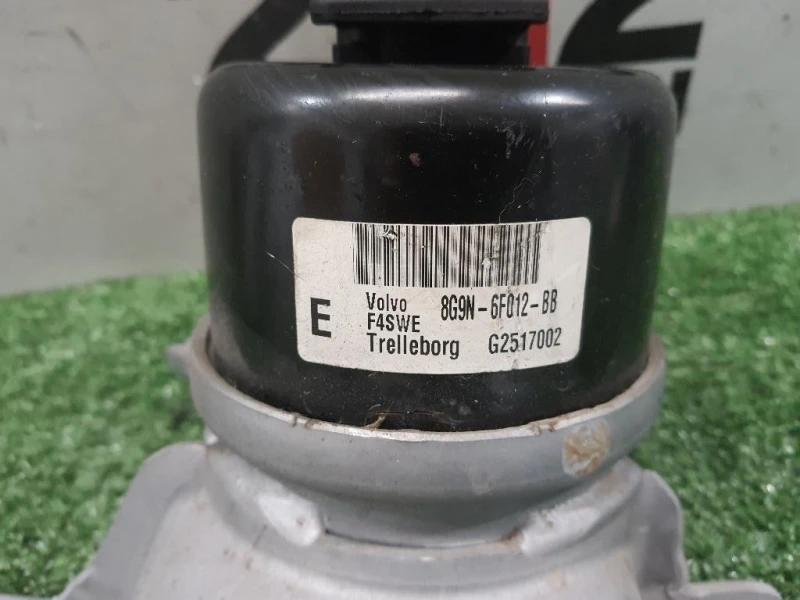 E
Volvo 8G9N-6F012-BB
F4SWE
Trelleborg G2517002